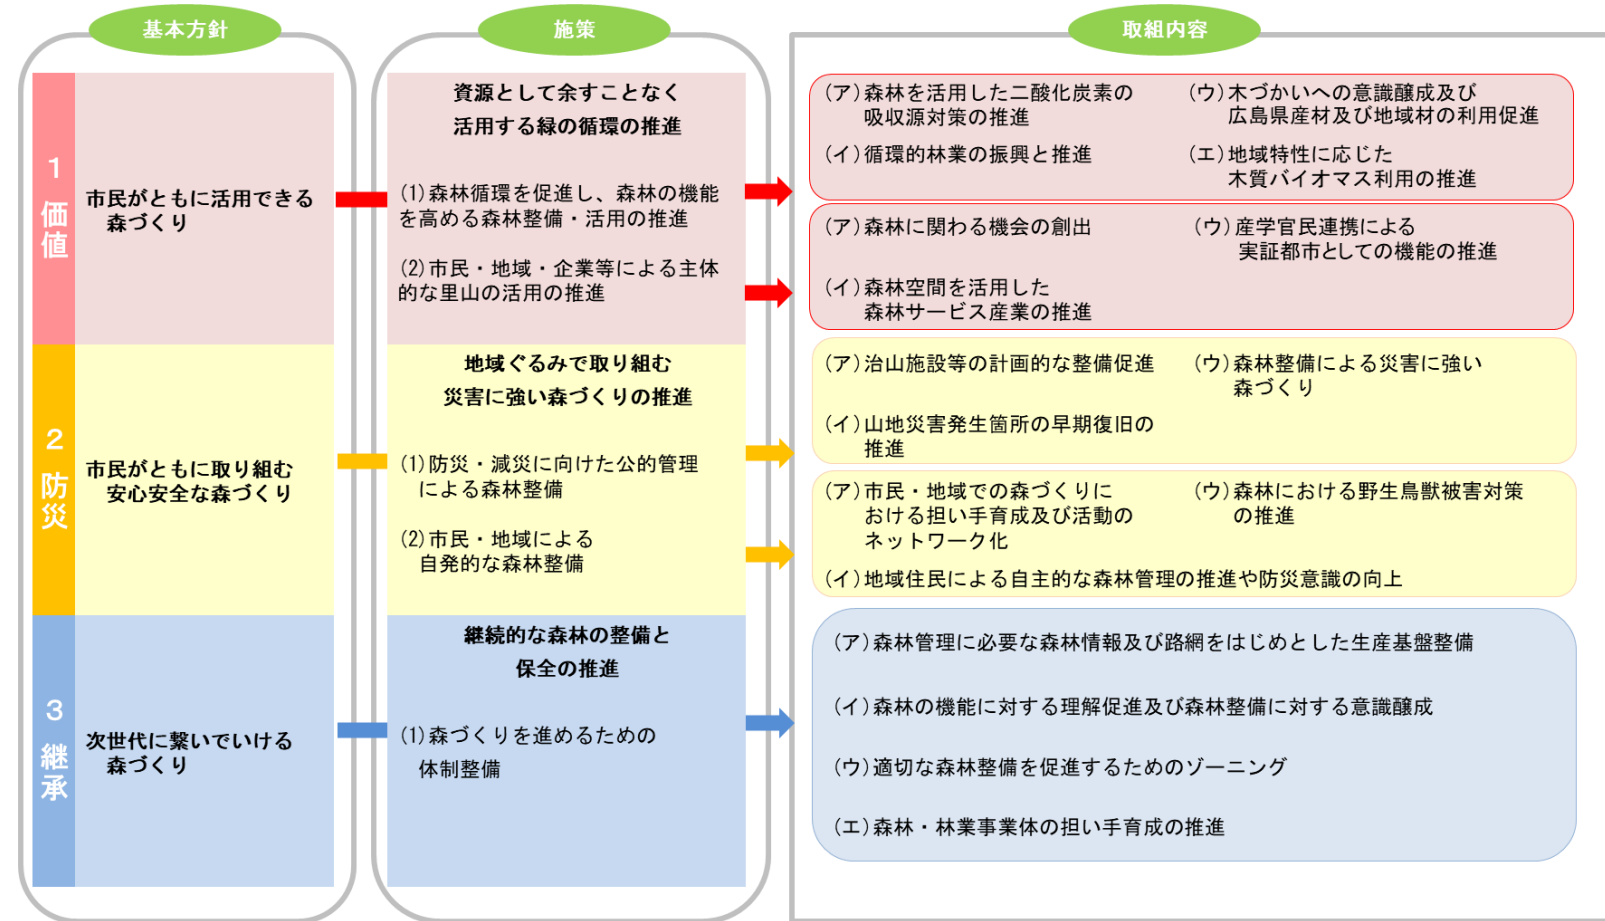 基本方針
施策
取組内容
1 価値
市民がともに活用できる
森づくり
資源として余すことなく
活用する緑の循環の推進
(1)森林循環を促進し、森林の機能
を高める森林整備・活用の推進
(2)市民・地域・企業等による主体
的な里山の活用の推進
(ア)森林を活用した二酸化炭素の
吸収源対策の推進
(イ)循環的林業の振興と推進
(ウ)木づかいへの意識醸成及び
広島県産材及び地域材の利用促進
(エ)地域特性に応じた
木質バイオマス利用の推進
(ア)森林に関わる機会の創出
(イ)森林空間を活用した
森林サービス産業の推進
(ウ)産学官民連携による
実証都市としての機能の推進
2 防災
市民がともに取り組む
安心安全な森づくり
地域ぐるみで取り組む
災害に強い森づくりの推進
(1)防災・減災に向けた公的管理
による森林整備
(2)市民・地域による
自発的な森林整備
(ア)治山施設等の計画的な整備促進
(イ)山地災害発生箇所の早期復旧の
推進
(ウ)森林整備による災害に強い
森づくり
(ア)市民・地域での森づくりに
おける担い手育成及び活動の
ネットワーク化
(ウ)森林における野生鳥獣被害対策
の推進
(イ)地域住民による自主的な森林管理の推進や防災意識の向上
3 継承
次世代に繋いでいける
森づくり
継続的な森林の整備と
保全の推進
(1)森づくりを進めるための
体制整備
(ア)森林管理に必要な森林情報及び路網をはじめとした生産基盤整備
(イ)森林の機能に対する理解促進及び森林整備に対する意識醸成
(ウ)適切な森林整備を促進するためのゾーニング
(エ)森林・林業事業体の担い手育成の推進